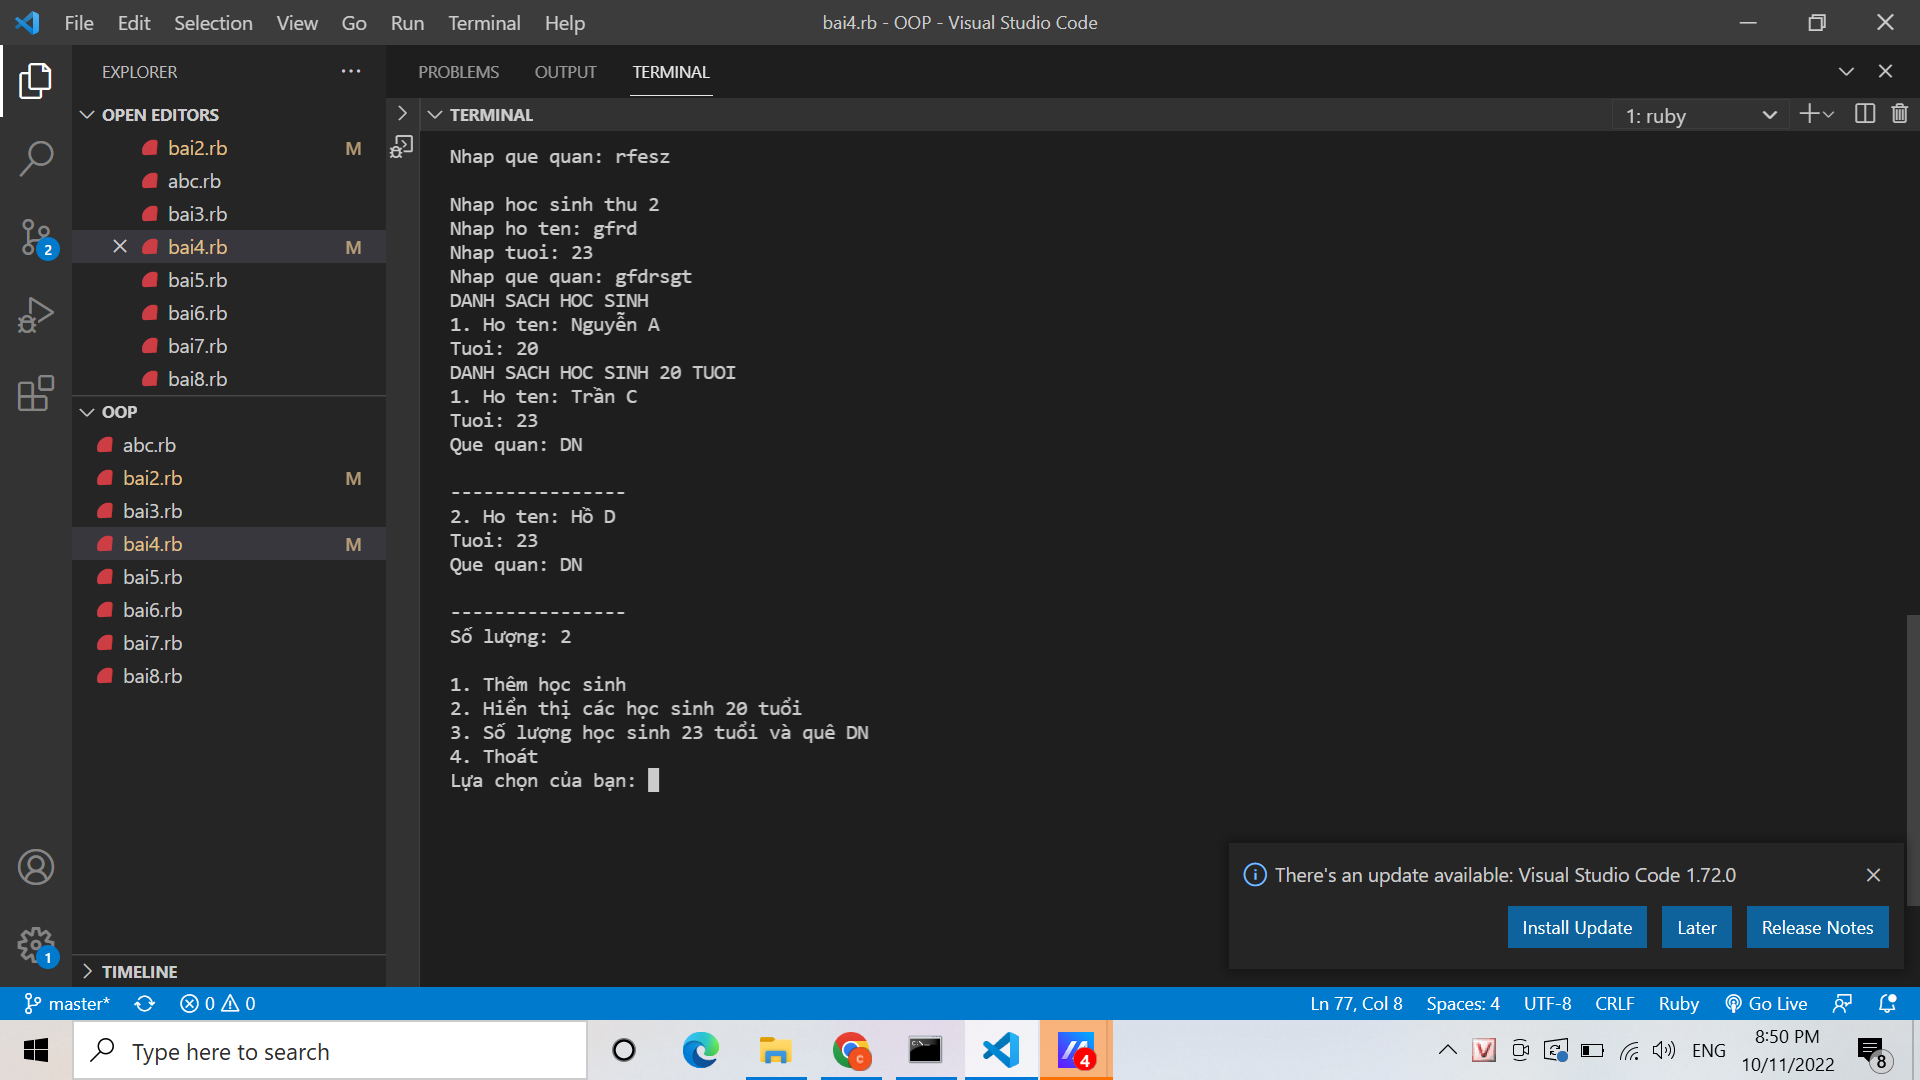 File Edit Selection View Go Run Terminal Help
bai4.rb - OOP - Visual Studio Code
EXPLORER
OPEN EDITORS
bai2.rb M
abc.rb
bai3.rb
bai4.rb M
bai5.rb
bai6.rb
bai7.rb
bai8.rb
OOP
abc.rb
bai2.rb M
bai3.rb
bai4.rb M
bai5.rb
bai6.rb
bai7.rb
bai8.rb
TIMELINE
2
1
PROBLEMS OUTPUT TERMINAL
TERMINAL
1: ruby
Nhap que quan: rfesz
Nhap hoc sinh thu 2
Nhap ho ten: gfrd
Nhap tuoi: 23
Nhap que quan: gfdrsgt
DANH SACH HOC SINH
1. Ho ten: Nguyễn A
Tuoi: 20
DANH SACH HOC SINH 20 TUOI
1. Ho ten: Trần C
Tuoi: 23
Que quan: DN
----------------
2. Ho ten: Hồ D
Tuoi: 23
Que quan: DN
----------------
Số lượng: 2
1. Thêm học sinh
2. Hiển thị các học sinh 20 tuổi
3. Số lượng học sinh 23 tuổi và quê DN
4. Thoát
Lựa chọn của bạn:
There's an update available: Visual Studio Code 1.72.0
Install Update Later Release Notes
master* 0 0
Ln 77, Col 8 Spaces: 4 UTF-8 CRLF Ruby Go Live
Type here to search
C
4
V
ENG
8:50 PM
10/11/2022
8